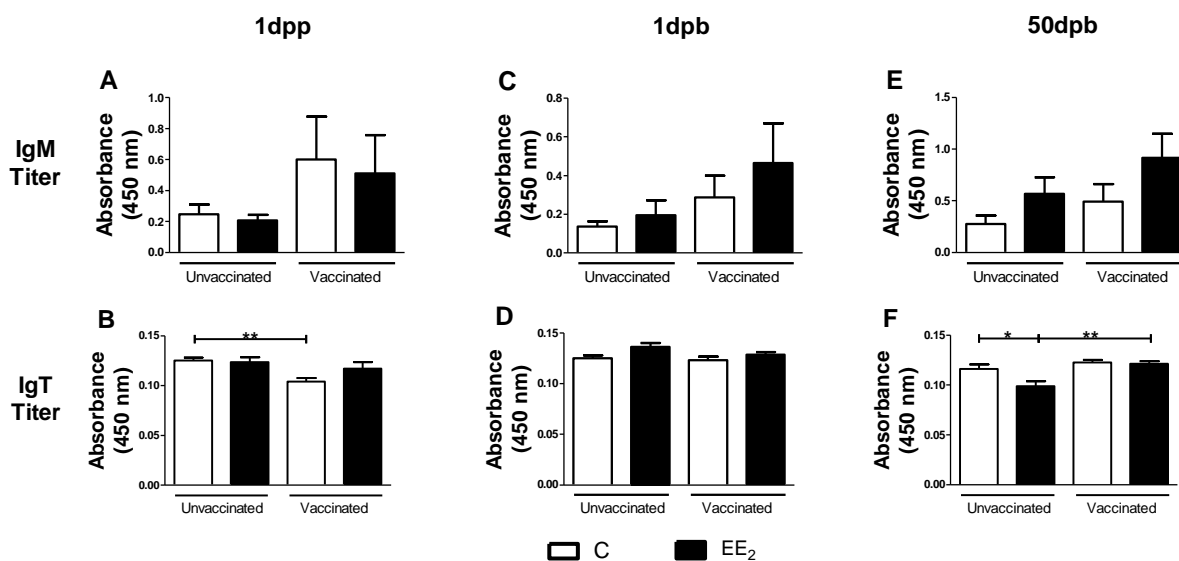 1dpp
1dpb
50dpb
IgM
Titer
A
Absorbance
(450 nm)
1.0
0.8
0.6
0.4
0.2
0.0
Unvaccinated
Vaccinated
C
Absorbance
(450 nm)
0.8
0.6
0.4
0.2
0.0
Unvaccinated
Vaccinated
E
Absorbance
(450 nm)
1.5
1.0
0.5
0.0
Unvaccinated
Vaccinated
IgT
Titer
B
Absorbance
(450 nm)
0.15
0.10
0.05
0.00
**
Unvaccinated
Vaccinated
D
Absorbance
(450 nm)
0.15
0.10
0.05
0.00
Unvaccinated
Vaccinated
F
Absorbance
(450 nm)
0.15
0.10
0.05
0.00
*
**
Unvaccinated
Vaccinated
C
EE₂